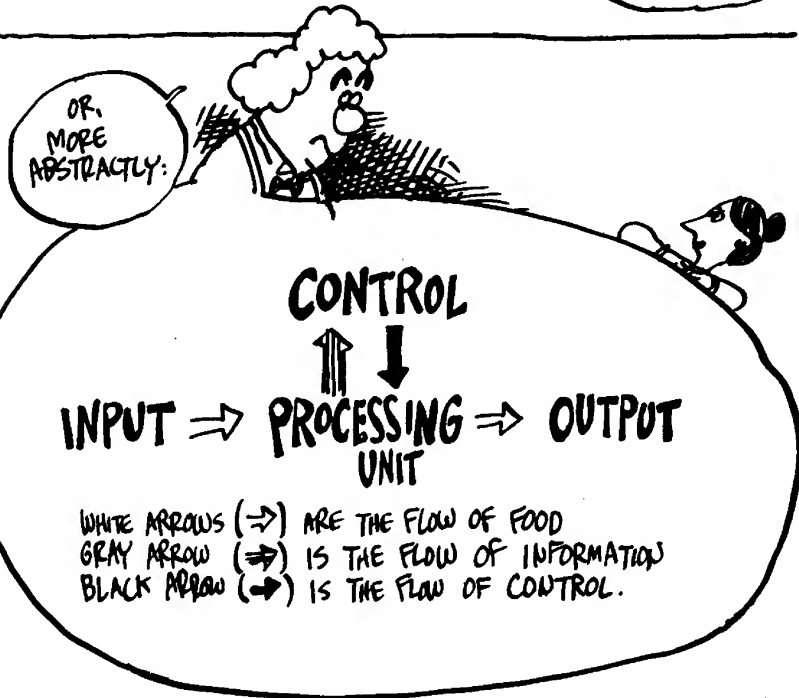 OR,
MORE
ABSTRACTLY:
CONTROL
INPUT ⇨ PROCESSING ⇨ OUTPUT
UNIT
WHITE ARROWS (⇨) ARE THE FLOW OF FOOD
GRAY ARROW (⇛) IS THE FLOW OF INFORMATION
BLACK ARROW (➡) IS THE FLOW OF CONTROL.